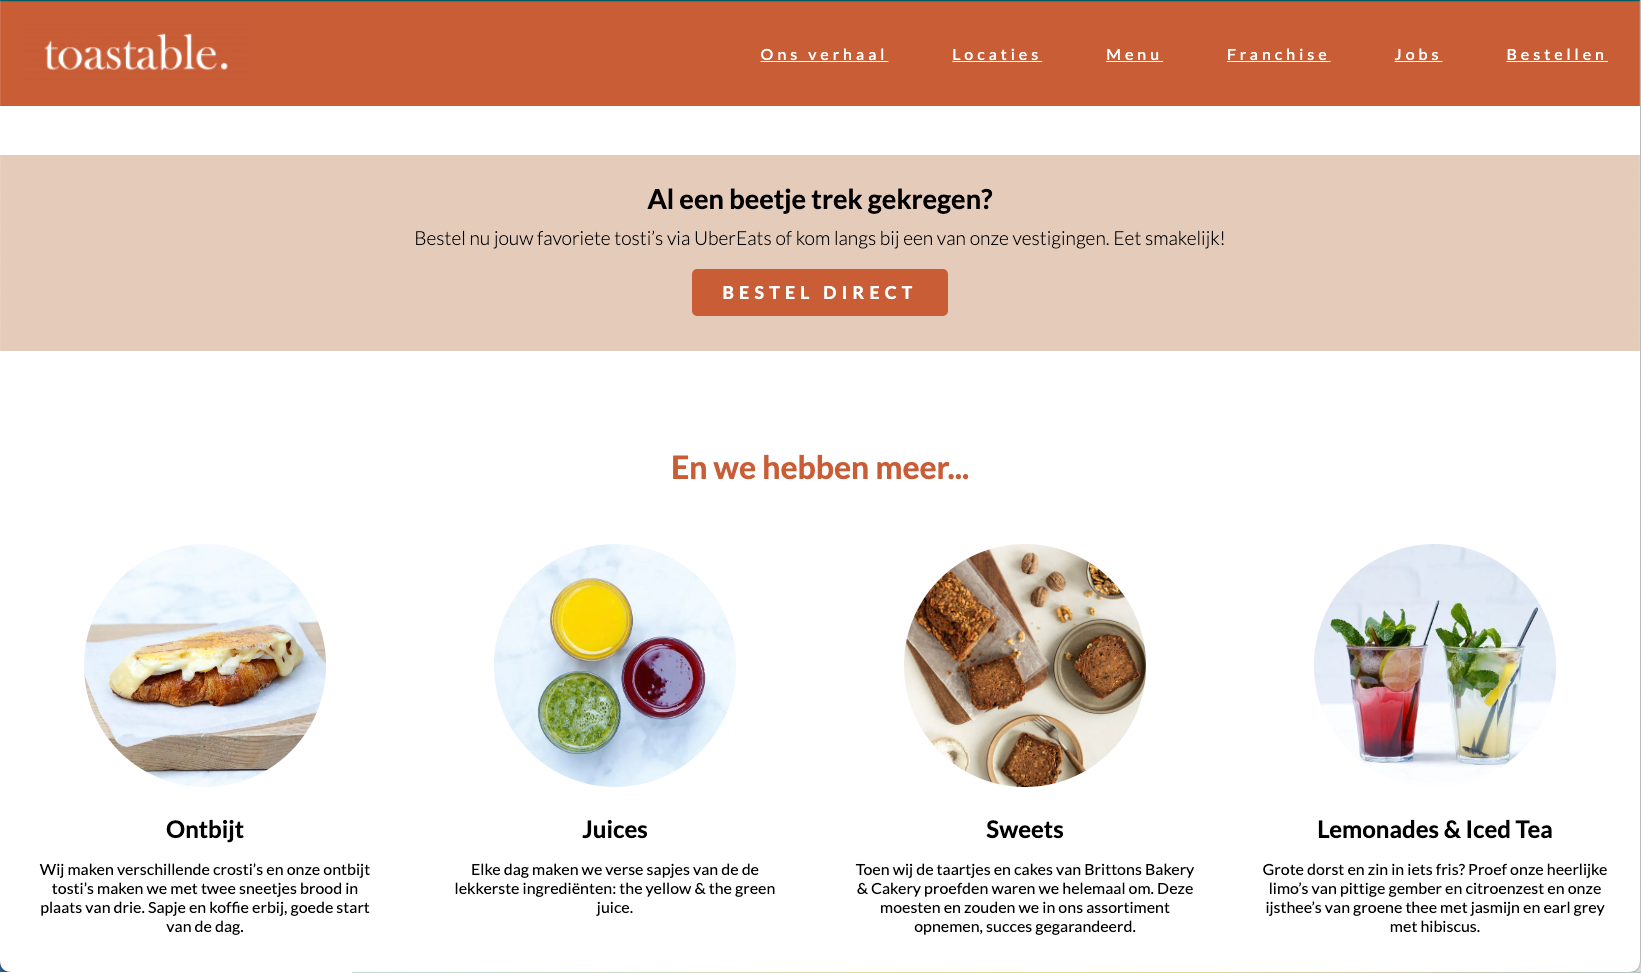 toastable.
Ons verhaal
Locaties
Menu
Franchise
Jobs
Bestellen
Al een beetje trek gekregen?
Bestel nu jouw favoriete tosti's via UberEats of kom langs bij een van onze vestigingen. Eet smakelijk!
BESTEL DIRECT
En we hebben meer...
Ontbijt
Wij maken verschillende crosti's en onze ontbijt
tosti's maken we met twee sneetjes brood in
plaats van drie. Sapje en koffie erbij, goede start
van de dag.
Juices
Elke dag maken we verse sapjes van de de
lekkerste ingrediënten: the yellow & the green
juice.
Sweets
Toen wij de taartjes en cakes van Brittons Bakery
& Cakery proefden waren we helemaal om. Deze
moesten en zouden we in ons assortiment
opnemen, succes gegarandeerd.
Lemonades & Iced Tea
Grote dorst en zin in iets fris? Proef onze heerlijke
limo's van pittige gember en citroenzest en onze
ijsthee's van groene thee met jasmijn en earl grey
met hibiscus.